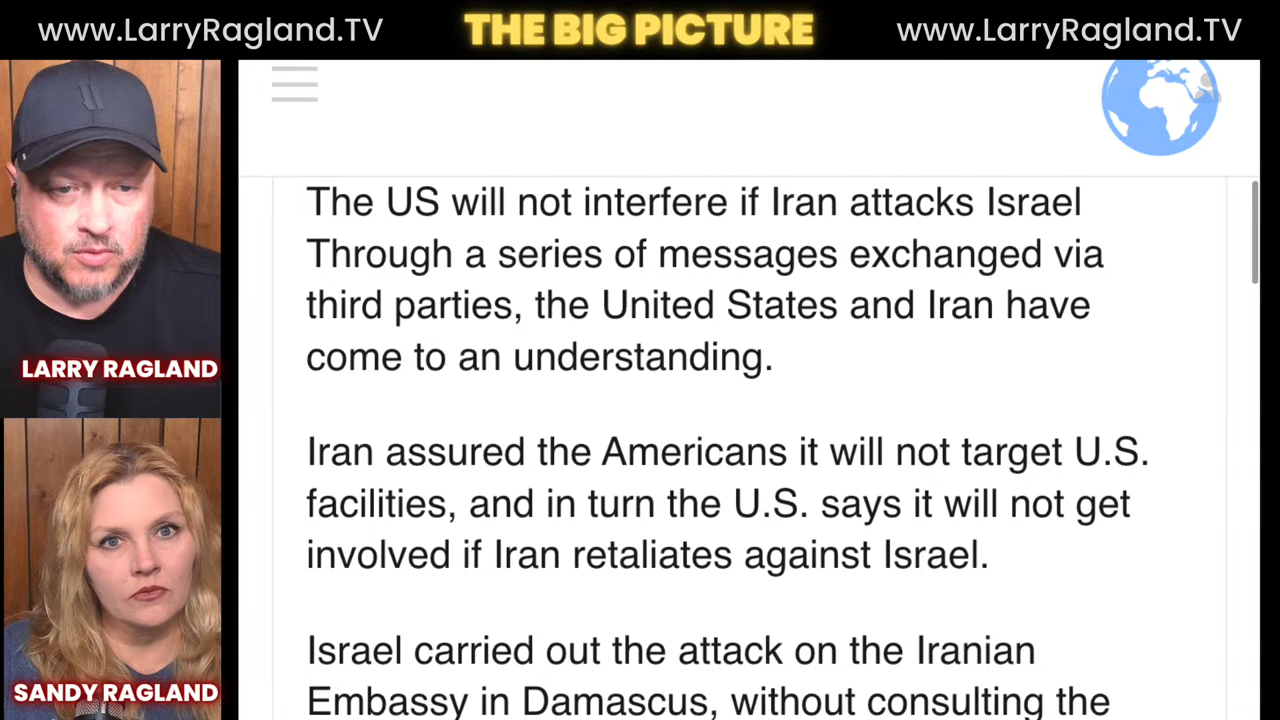 www.LarryRagland.TV
THE BIG PICTURE
www.LarryRagland.TV
The US will not interfere if Iran attacks Israel
Through a series of messages exchanged via
third parties, the United States and Iran have
come to an understanding.
Iran assured the Americans it will not target U.S.
facilities, and in turn the U.S. says it will not get
involved if Iran retaliates against Israel.
Israel carried out the attack on the Iranian
Embassy in Damascus, without consulting the
LARRY RAGLAND
SANDY RAGLAND